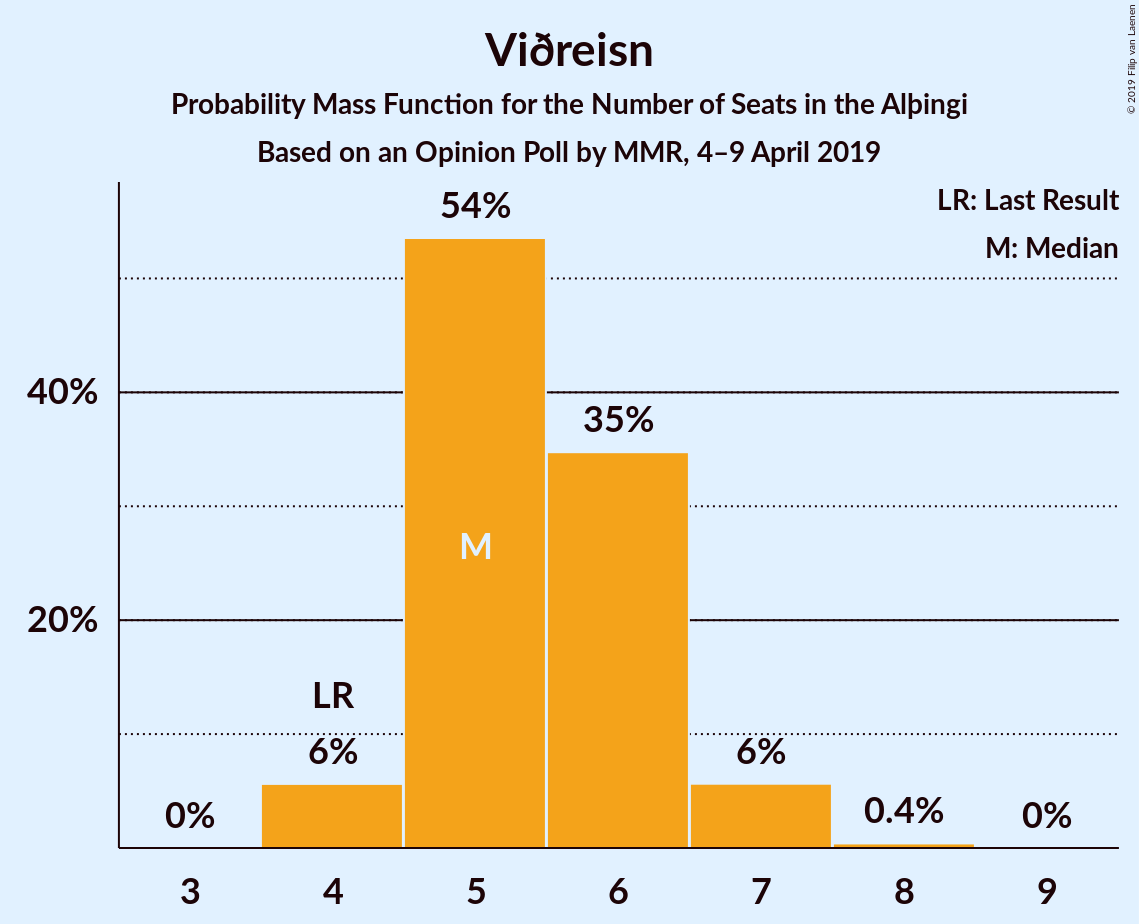 Viðreisn
Probability Mass Function for the Number of Seats in the Alþingi
Based on an Opinion Poll by MMR, 4–9 April 2019
© 2019 Filip van Laenen
LR: Last Result
M: Median
54%
40%
35%
M
20%
LR
6%
6%
0%
0.4%
0%
3 4 5 6 7 8 9